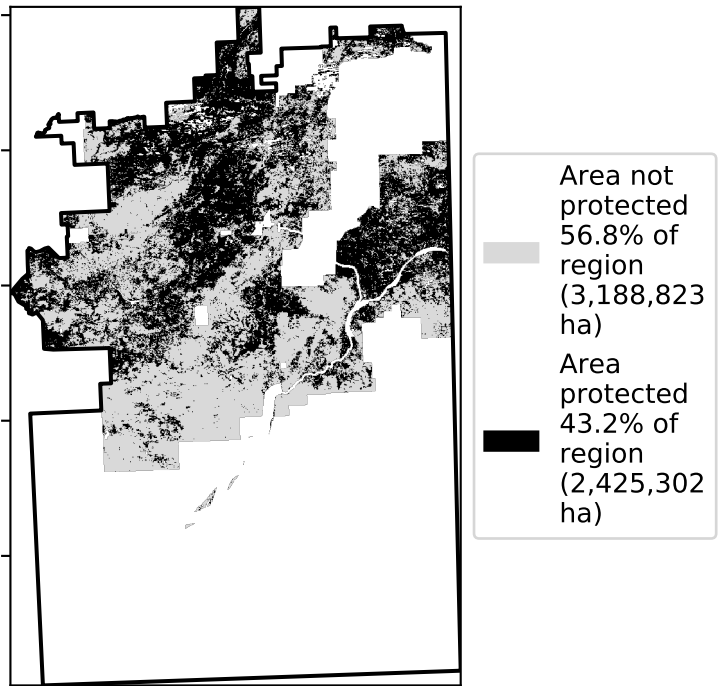 Area not
protected
56.8% of
region
(3,188,823
ha)
Area
protected
43.2% of
region
(2,425,302
ha)